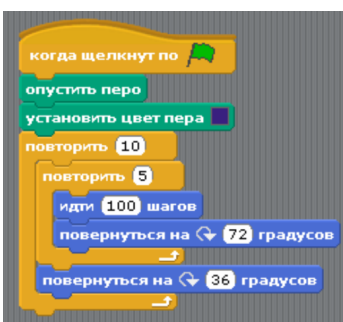 когда щелкнут по
опустить перо
установить цвет пера
повторить 10
повторить 5
идти 100 шагов
повернуться на 72 градусов
повернуться на 36 градусов